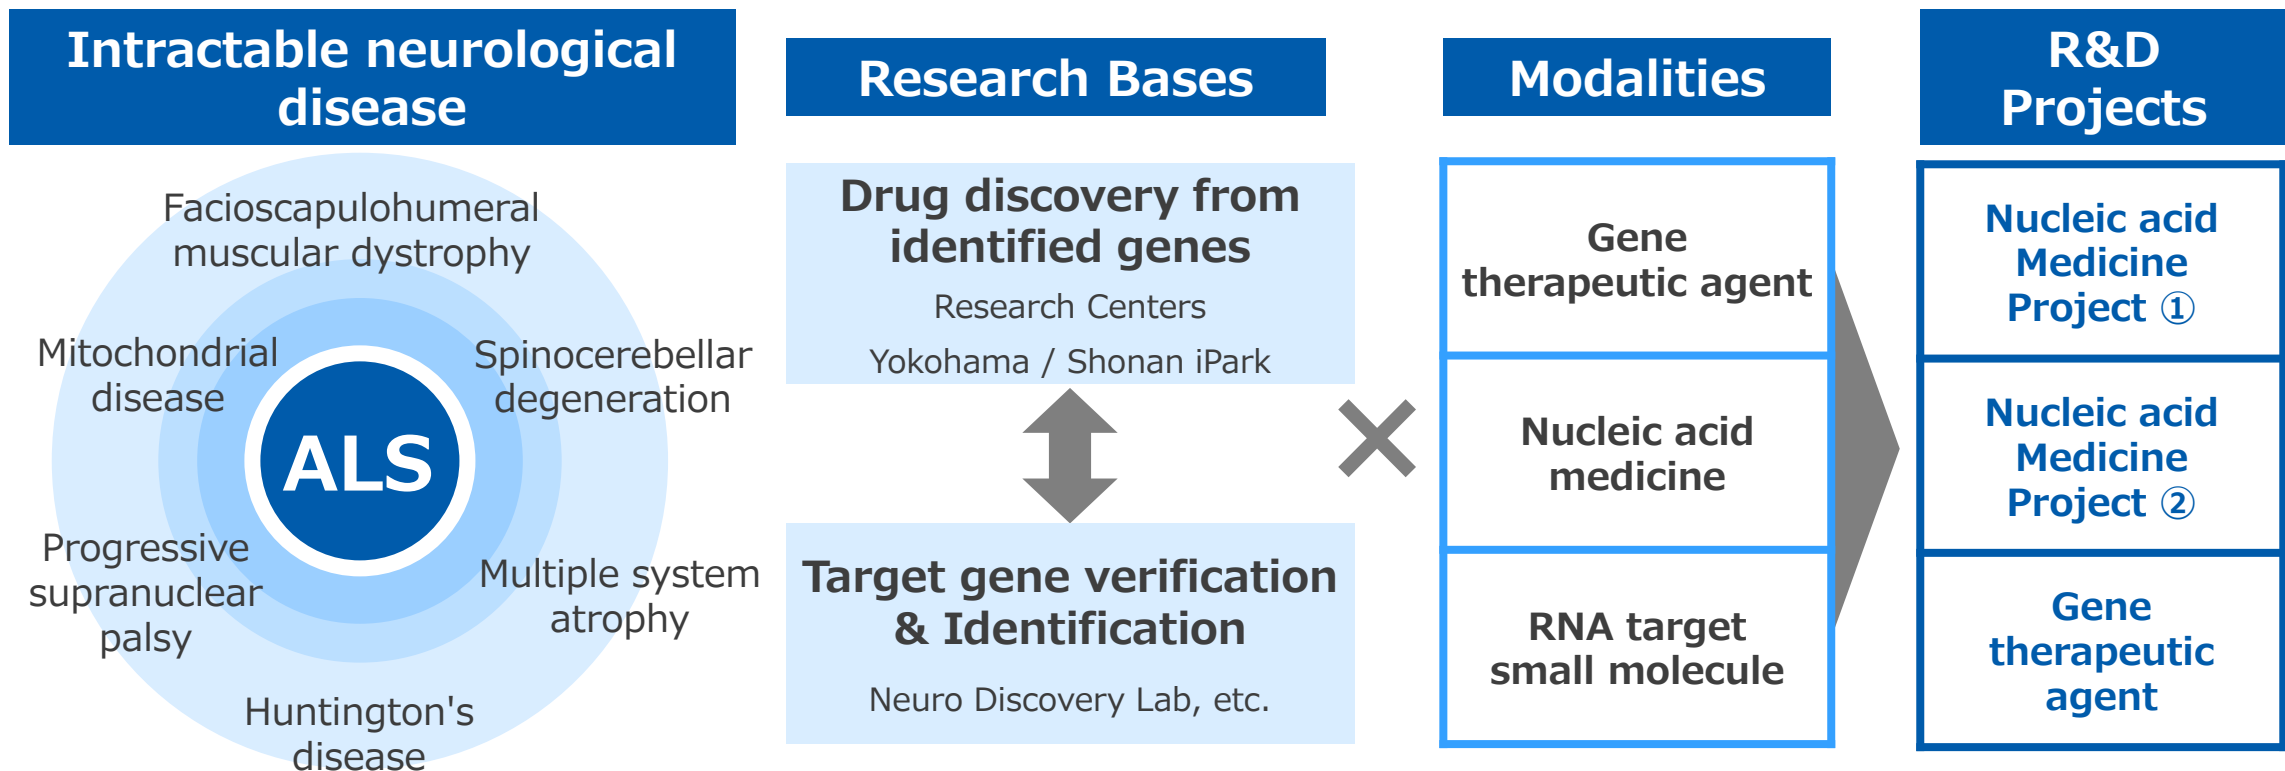 Intractable neurological
disease
Facioscapulohumeral
muscular dystrophy
Mitochondrial
disease
Spinocerebellar
degeneration
ALS
Progressive
supranuclear
palsy
Multiple system
atrophy
Huntington's
disease
Research Bases
Drug discovery from
identified genes
Research Centers
Yokohama / Shonan iPark
Target gene verification
& Identification
Neuro Discovery Lab, etc.
Modalities
Gene
therapeutic agent
Nucleic acid
medicine
RNA target
small molecule
R&D
Projects
Nucleic acid
Medicine
Project ①
Nucleic acid
Medicine
Project ②
Gene
therapeutic
agent